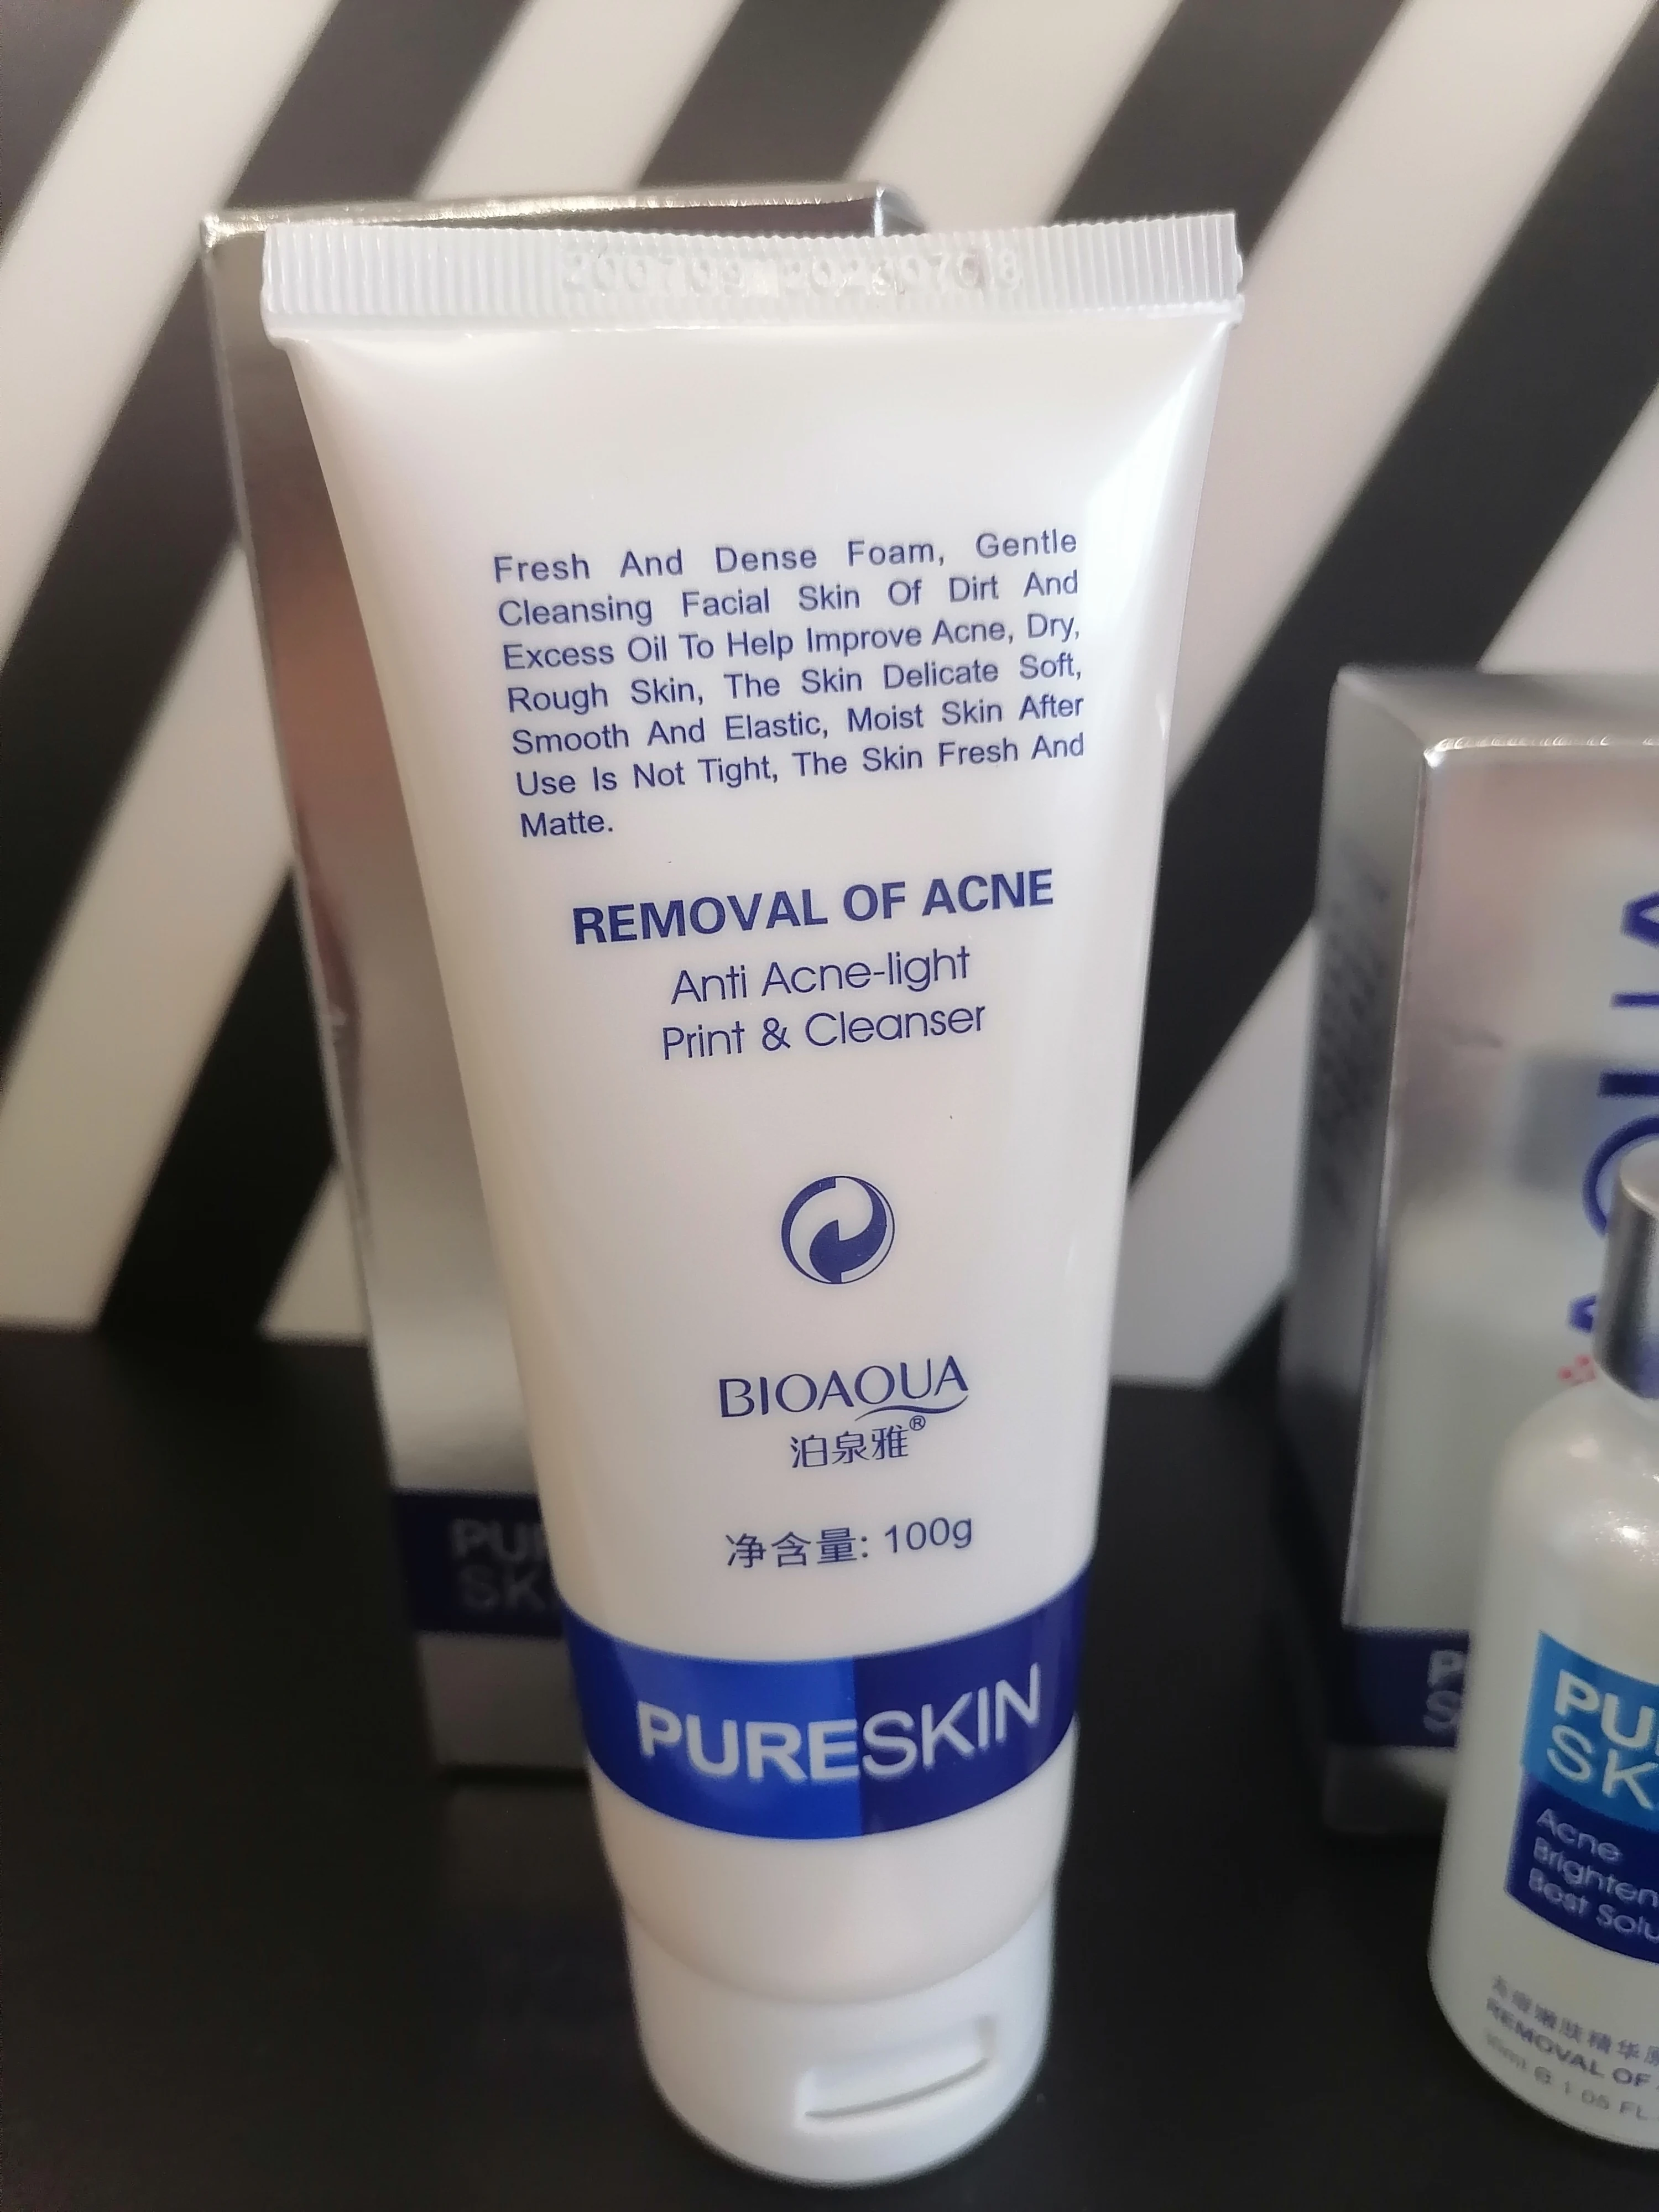 Fresh And Dense Foam, Gentle
Cleansing Facial Skin Of Dirt And
Excess Oil To Help Improve Acne, Dry,
Rough Skin, The Skin Delicate Soft,
Smooth And Elastic, Moist Skin After
Use Is Not Tight, The Skin Fresh And
Matte.
REMOVAL OF ACNE
Anti Acne-light
Print & Cleanser
BIOAQUA
泊泉雅®
净含量: 100g
PURESKIN
PU
SK
Acne
Brighten
Best Solu
REMOVAL OF